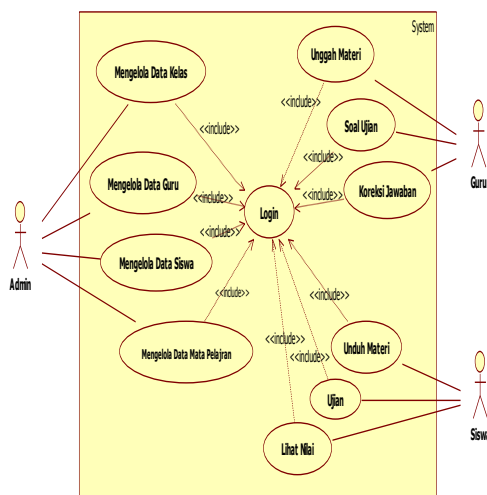 System
Unggah Materi
Mengelola Data Kelas
<<include>>
<<include>>
Soal Ujian
Guru
<<include>>
Mengelola Data Guru
<<include>>
<<include>>
Koreksi Jawaban
Login
<<include>>
Admin
Mengelola Data Siswa
<<include>>
<<include>>
<<include>>
<<include>>
Mengelola Data Mata Pelajran
Unduh Materi
Ujian
Siswa
Lihat Nilai